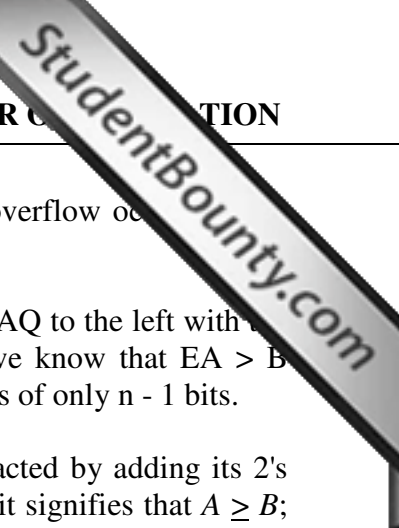 StudentBounty.com
R O TION
overflow oc
AQ to the left with
ve know that EA > B
s of only n - 1 bits.
acted by adding its 2's
it signifies that A ≥ B;